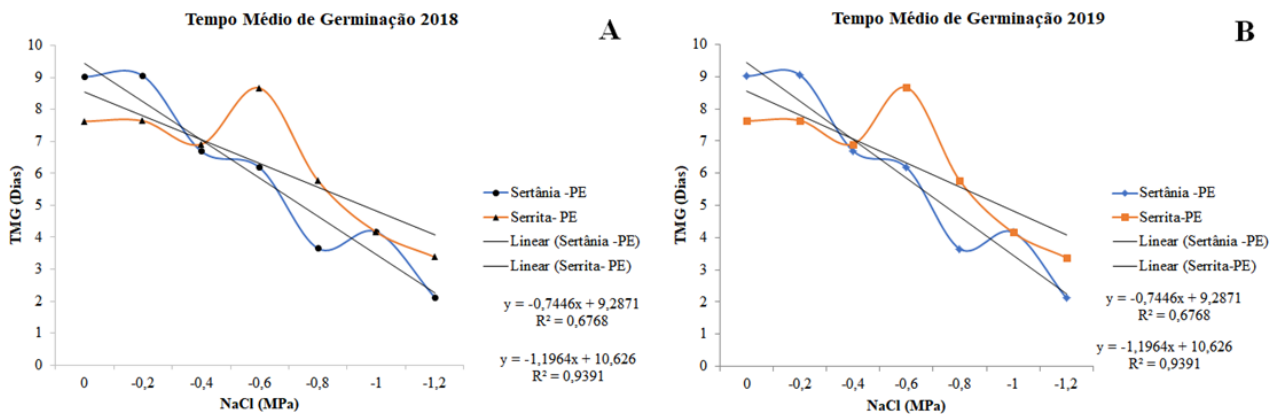 Tempo Médio de Germinação 2018
A
TMG (Dias)
10
9
8
7
6
5
4
3
2
1
0
0 -0,2 -0,4 -0,6 -0,8 -1 -1,2
NaCl (MPa)
Sertânia -PE
Serrita- PE
Linear (Sertânia -PE)
Linear (Serrita- PE)
y = -0,7446x + 9,2871
R² = 0,6768
y = -1,1964x + 10,626
R² = 0,9391
Tempo Médio de Germinação 2019
B
TMG (Dias)
10
9
8
7
6
5
4
3
2
1
0
0 -0,2 -0,4 -0,6 -0,8 -1 -1,2
NaCl (MPa)
Sertânia -PE
Serrita-PE
Linear (Sertânia -PE)
Linear (Serrita-PE)
y = -0,7446x + 9,2871
R² = 0,6768
y = -1,1964x + 10,626
R² = 0,9391